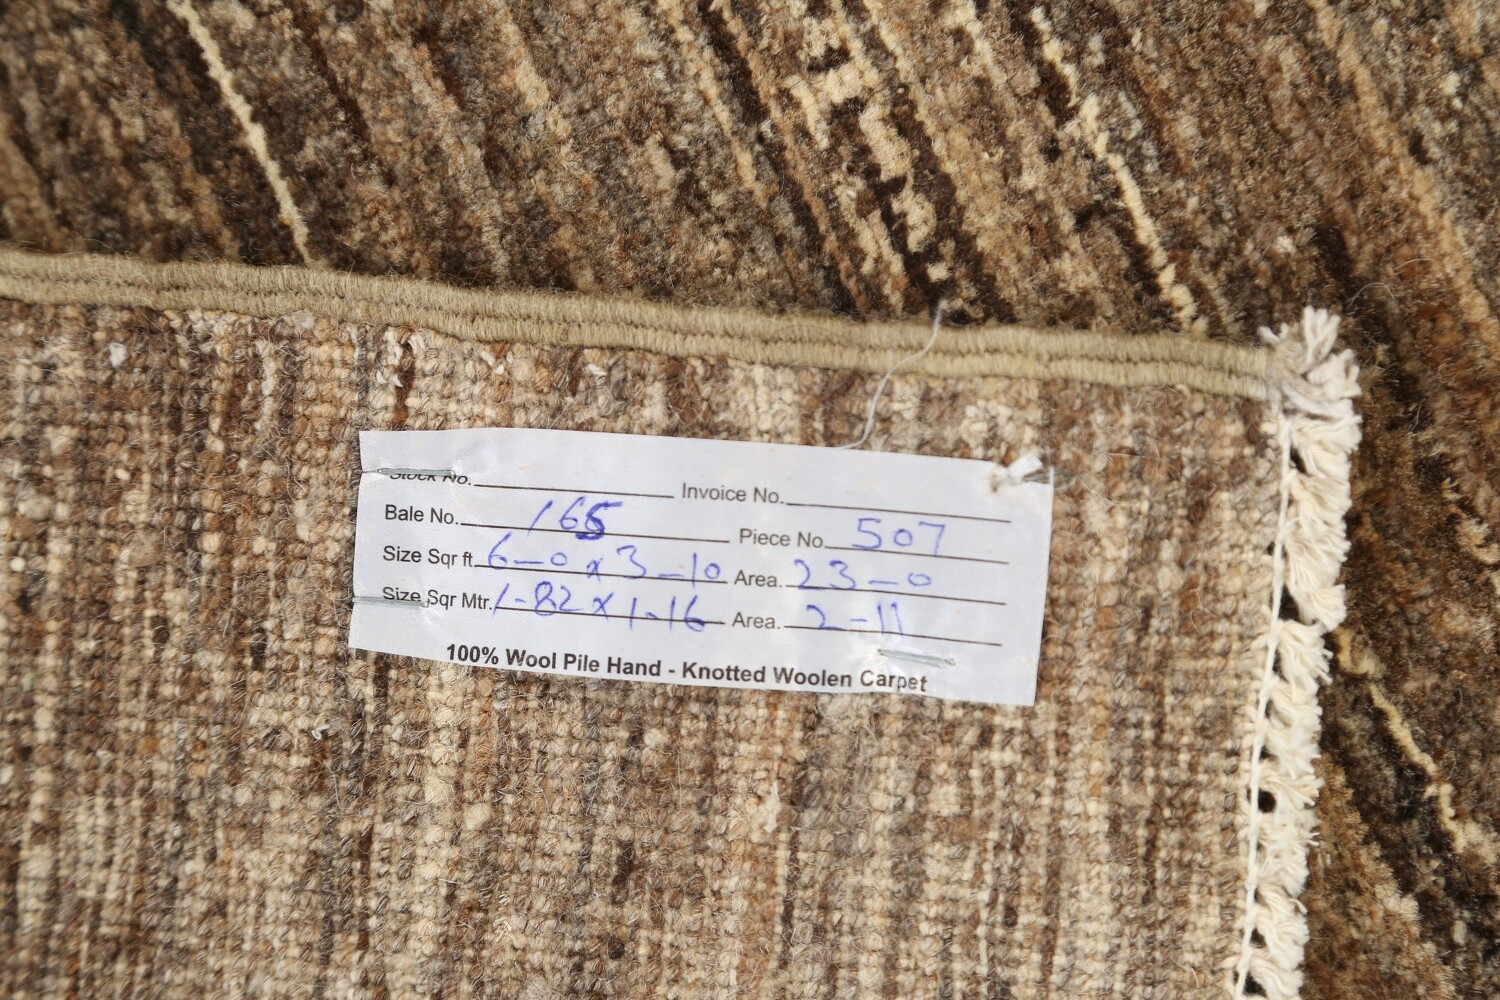 Stock No. Invoice No.
Bale No. 165 Piece No. 507
Size Sqr ft. 6-0 x 3-10 Area. 23-0
Size Sqr Mtr. 1-82 x 1-16 Area. 2-11
100% Wool Pile Hand - Knotted Woolen Carpet